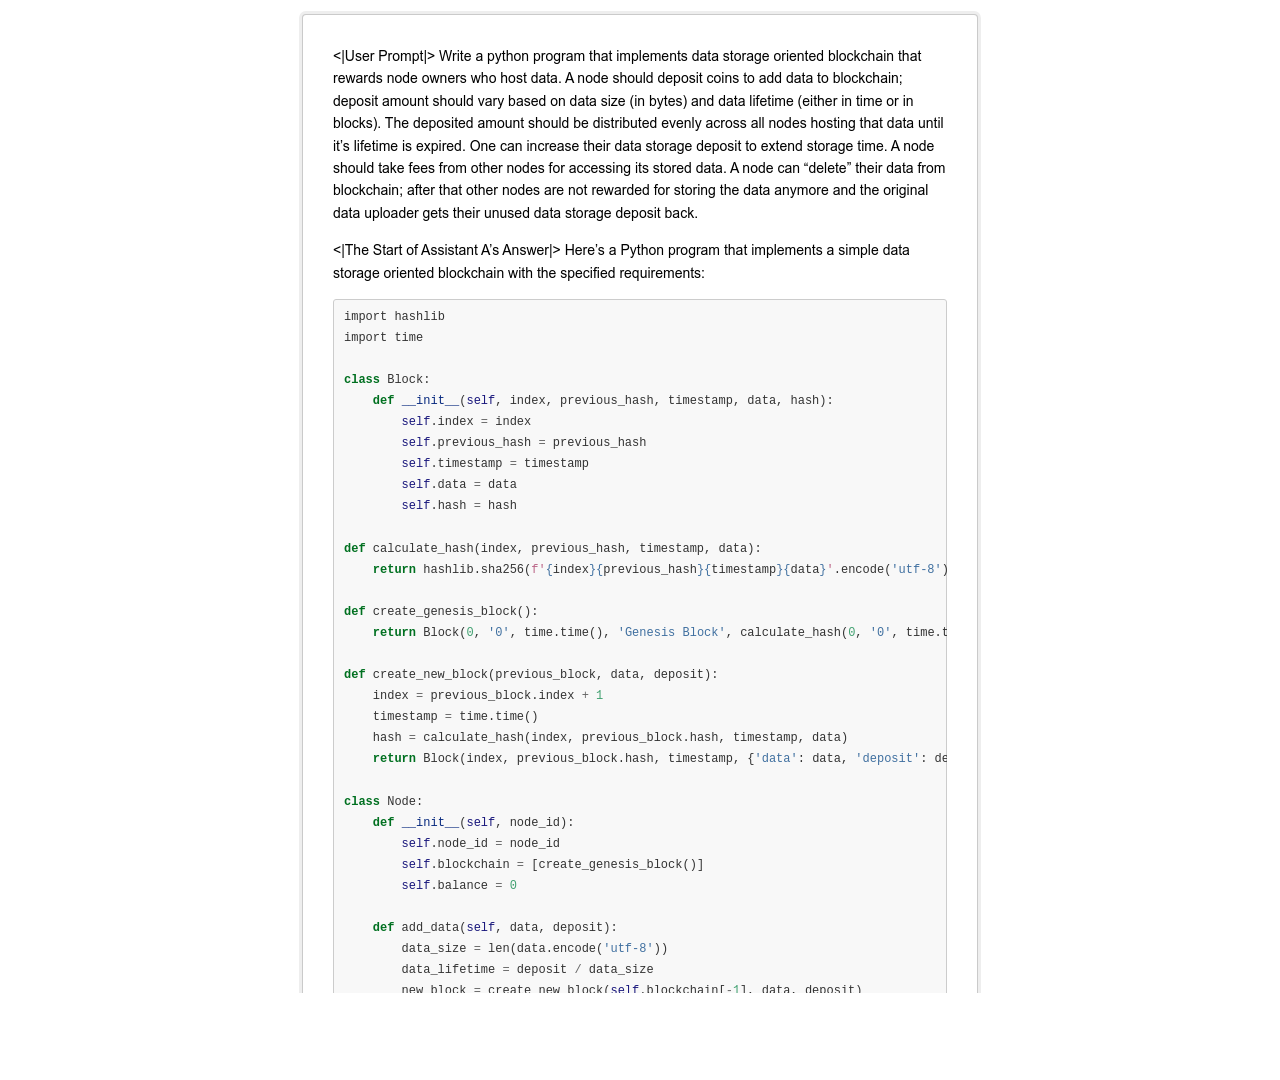 <|User Prompt|> Write a python program that implements data storage oriented blockchain that
rewards node owners who host data. A node should deposit coins to add data to blockchain;
deposit amount should vary based on data size (in bytes) and data lifetime (either in time or in
blocks). The deposited amount should be distributed evenly across all nodes hosting that data until
it’s lifetime is expired. One can increase their data storage deposit to extend storage time. A node
should take fees from other nodes for accessing its stored data. A node can “delete” their data from
blockchain; after that other nodes are not rewarded for storing the data anymore and the original
data uploader gets their unused data storage deposit back.
<|The Start of Assistant A’s Answer|> Here’s a Python program that implements a simple data
storage oriented blockchain with the specified requirements:
import hashlib
import time
class Block:
    def __init__(self, index, previous_hash, timestamp, data, hash):
        self.index = index
        self.previous_hash = previous_hash
        self.timestamp = timestamp
        self.data = data
        self.hash = hash
def calculate_hash(index, previous_hash, timestamp, data):
    return hashlib.sha256(f'{index}{previous_hash}{timestamp}{data}'.encode('utf-8')
def create_genesis_block():
    return Block(0, '0', time.time(), 'Genesis Block', calculate_hash(0, '0', time.t
def create_new_block(previous_block, data, deposit):
    index = previous_block.index + 1
    timestamp = time.time()
    hash = calculate_hash(index, previous_block.hash, timestamp, data)
    return Block(index, previous_block.hash, timestamp, {'data': data, 'deposit': de
class Node:
    def __init__(self, node_id):
        self.node_id = node_id
        self.blockchain = [create_genesis_block()]
        self.balance = 0
    def add_data(self, data, deposit):
        data_size = len(data.encode('utf-8'))
        data_lifetime = deposit / data_size
        new_block = create_new_block(self.blockchain[-1], data, deposit)